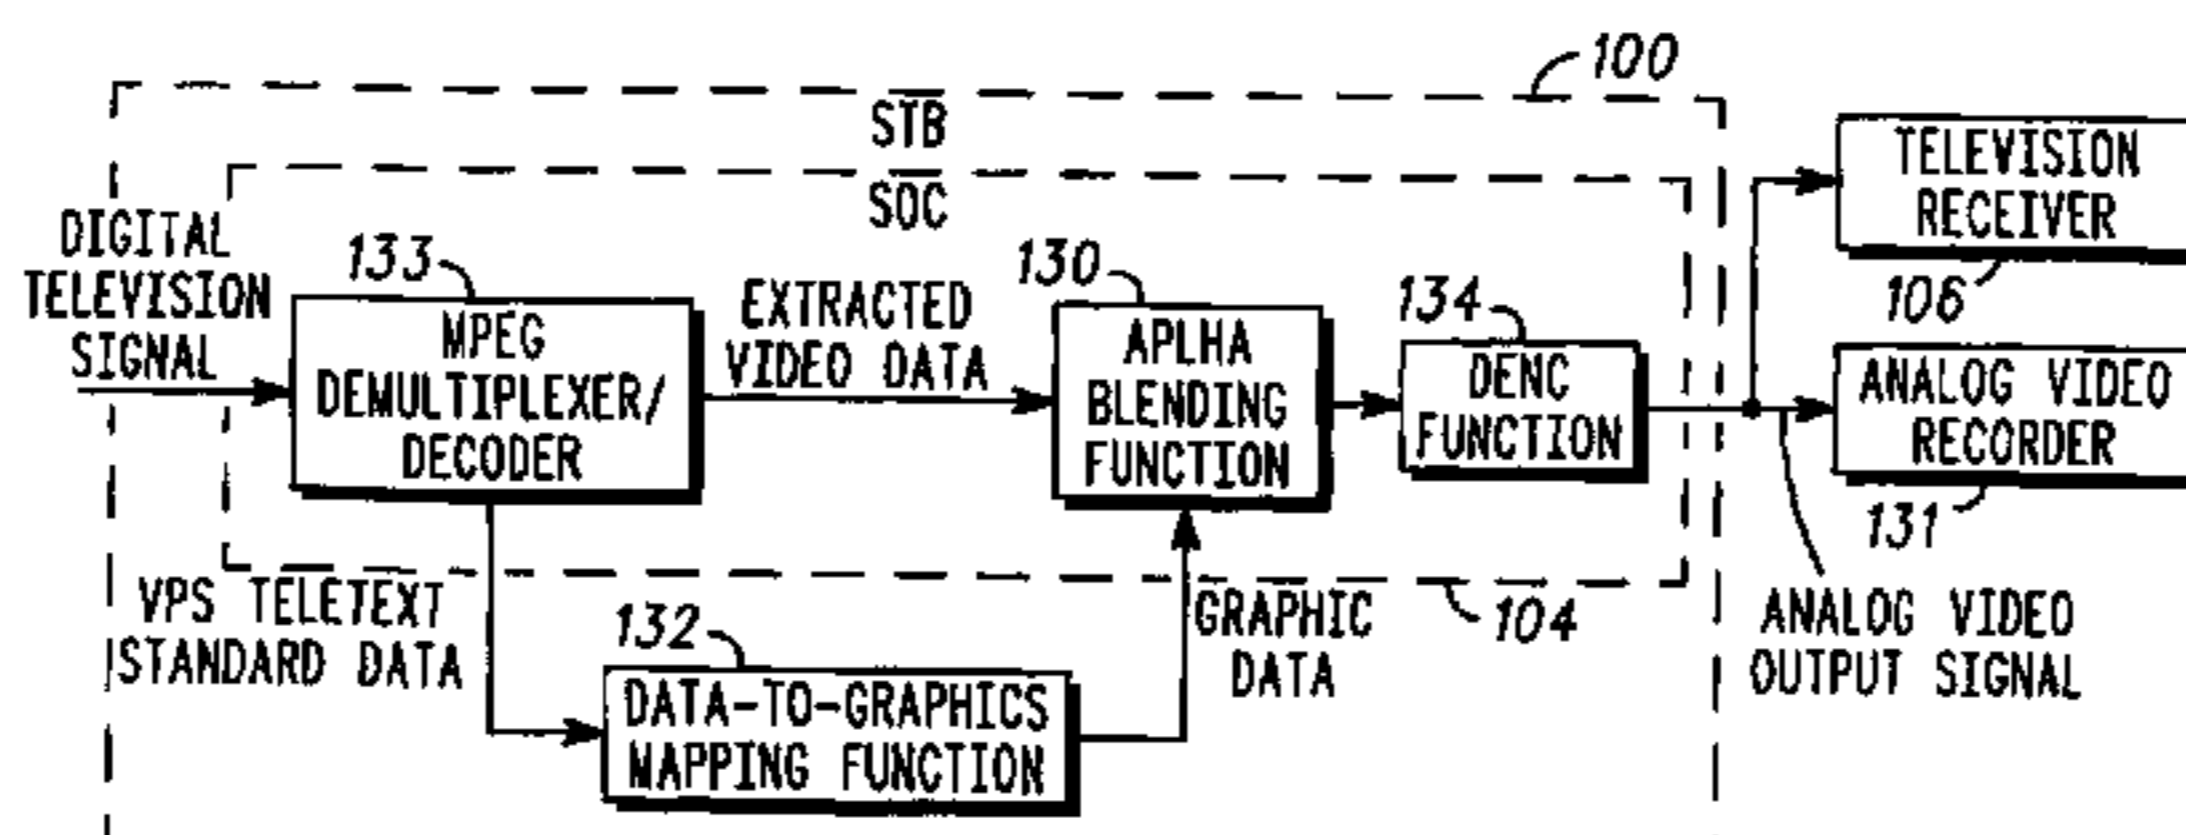 100
STB
SOC
DIGITAL
TELEVISION
SIGNAL
133
MPEG
DEMULTIPLEXER/
DECODER
EXTRACTED
VIDEO DATA
130
APLHA
BLENDING
FUNCTION
134
DENC
FUNCTION
TELEVISION
RECEIVER
106
ANALOG VIDEO
RECORDER
131
VPS TELETEXT
STANDARD DATA
132
DATA-TO-GRAPHICS
MAPPING FUNCTION
GRAPHIC
DATA
104
ANALOG VIDEO
OUTPUT SIGNAL